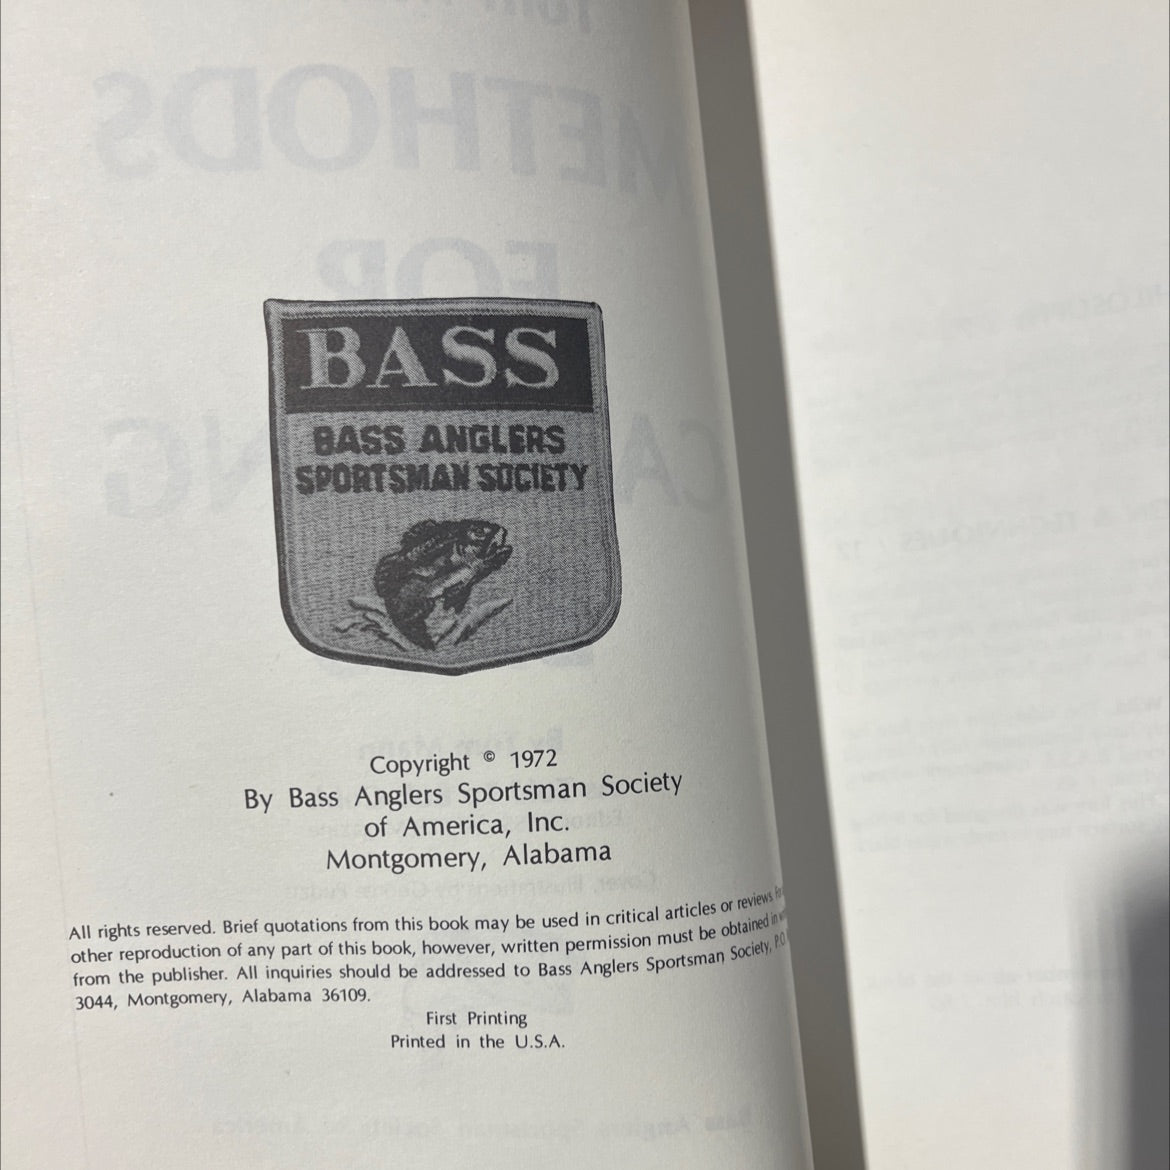 METHODS
FOR
BASS
BASS ANGLERS
SPORTSMAN SOCIETY
Copyright © 1972
By Bass Anglers Sportsman Society
of America, Inc.
Montgomery, Alabama
All rights reserved. Brief quotations from this book may be used in critical articles or reviews. For
other reproduction of any part of this book, however, written permission must be obtained in
from the publisher. All inquiries should be addressed to Bass Anglers Sportsman Society, P.O.
3044, Montgomery, Alabama 36109.
First Printing
Printed in the U.S.A.